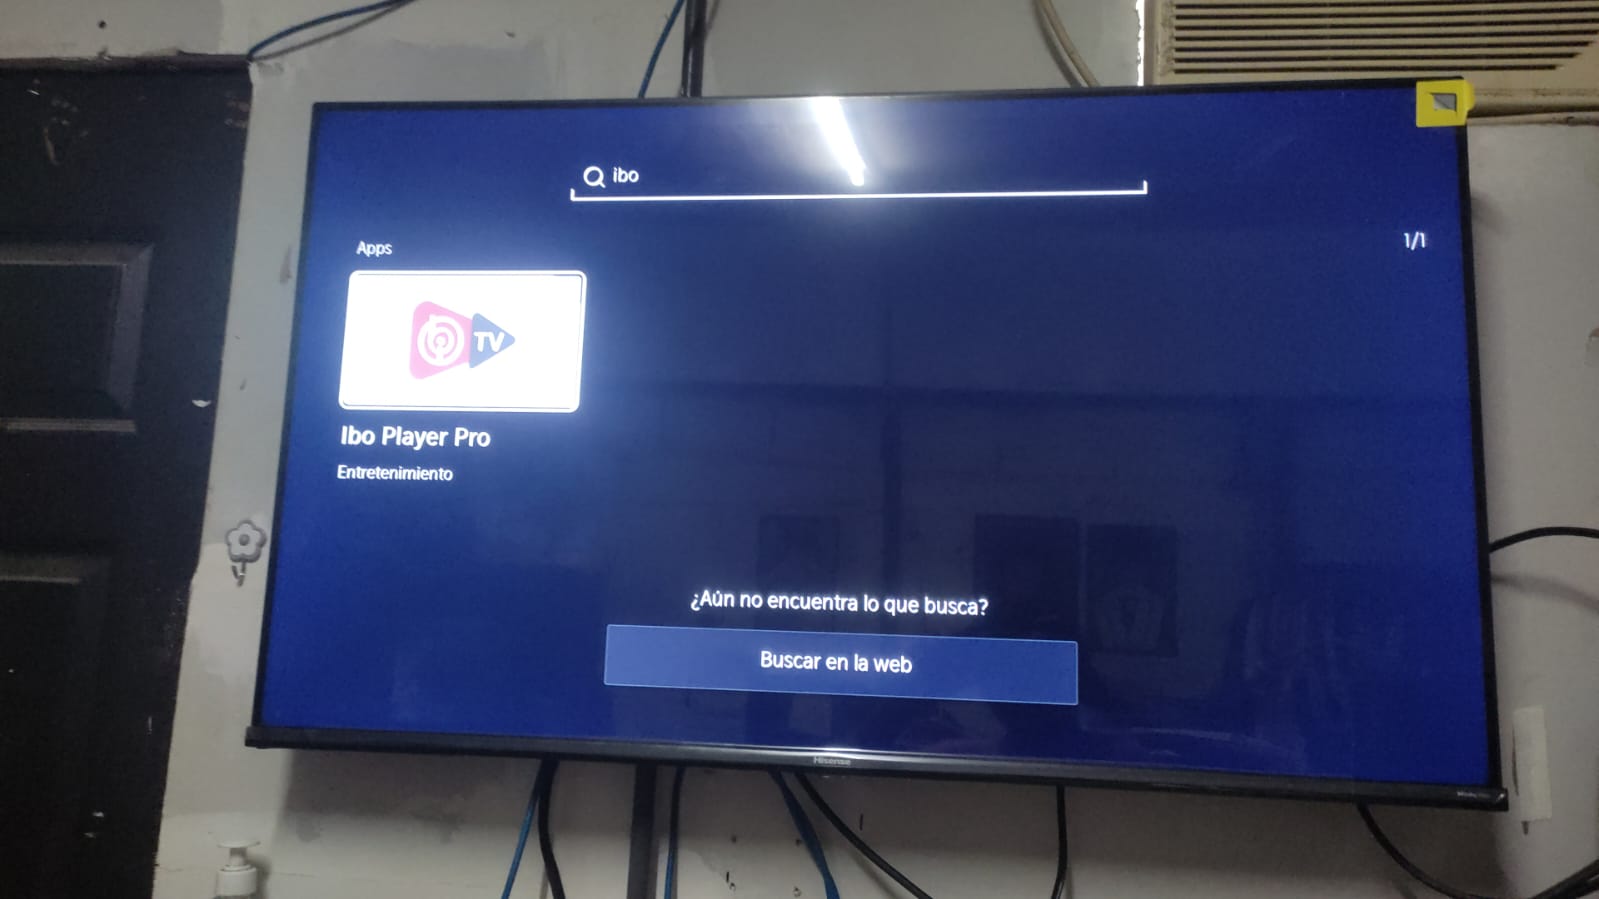 ibo
Apps
1/1
TV
Ibo Player Pro
Entretenimiento
¿Aún no encuentra lo que busca?
Buscar en la web
Hisense